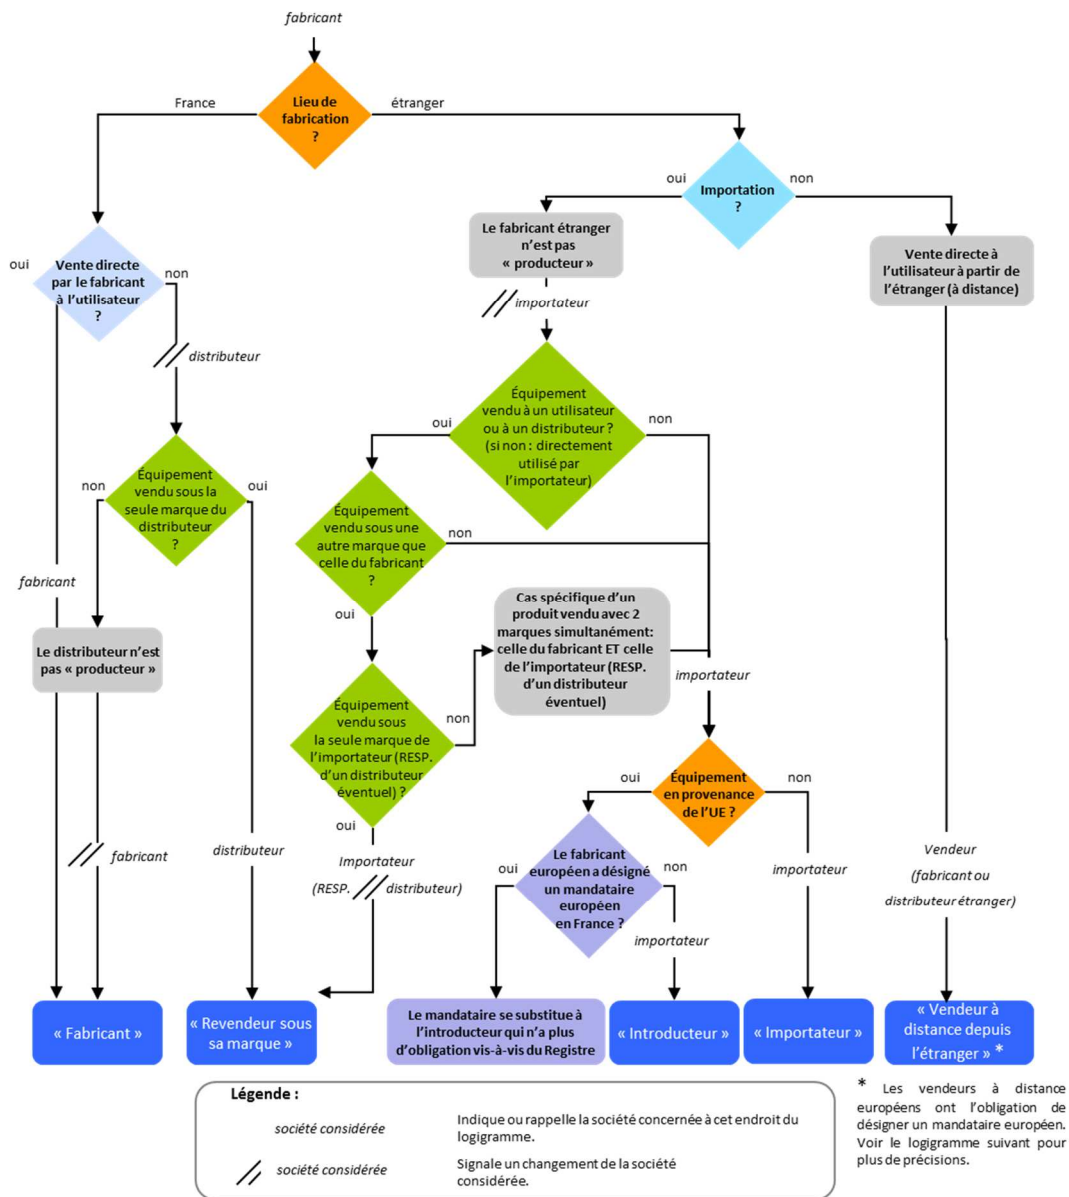 fabricant
Lieu de
fabrication
?
France
étranger
Importation
?
oui
non
Le fabricant étranger
n'est pas
« producteur »
Vente directe à
l'utilisateur à partir de
l'étranger (à distance)
oui
Vente directe
par le fabricant
à l'utilisateur
?
non
importateur
distributeur
Équipement
vendu à un utilisateur
ou à un distributeur ?
(si non : directement
utilisé par
l'importateur)
oui
non
Équipement
vendu sous la
seule marque du
distributeur
?
non
oui
Équipement
vendu sous une
autre marque que
celle du fabricant
?
non
oui
fabricant
Cas spécifique d'un
produit vendu avec 2
marques simultanément:
celle du fabricant ET celle
de l'importateur (RESP.
d'un distributeur
éventuel)
Le distributeur n'est
pas « producteur »
importateur
Équipement
vendu sous
la seule marque de
l'importateur (RESP.
d'un distributeur
éventuel) ?
non
oui
Équipement
en provenance
de l'UE ?
oui
non
fabricant
distributeur
Importateur
(RESP.
distributeur)
Le fabricant
européen a désigné
un mandataire
européen
en France ?
oui
non
importateur
importateur
Vendeur
(fabricant ou
distributeur étranger)
« Fabricant »
« Revendeur sous
sa marque »
Le mandataire se substitue à
l'introducteur qui n'a plus
d'obligation vis-à-vis du Registre
« Introducteur »
« Importateur »
« Vendeur à
distance depuis
l'étranger » *
Légende :
société considérée
Indique ou rappelle la société concernée à cet endroit du
logigramme.
société considérée
Signale un changement de la société
considérée.
* Les vendeurs à distance
européens ont l'obligation de
désigner un mandataire européen.
Voir le logigramme suivant pour
plus de précisions.